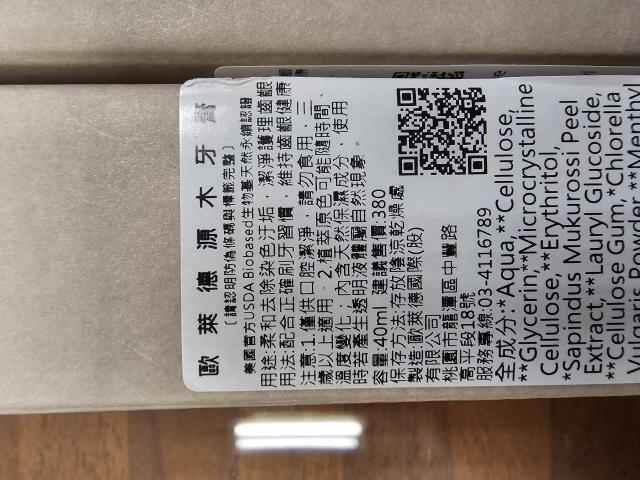 歐萊德源木牙膏
〔請認明防偽條碼與標籤完整〕
美國官方USDA Biobased生物基天然永續認證
用途:柔和去除染色汙垢，潔淨護理齒齦
用法:配合正確刷牙習慣，維持齒齦健康
注意:1.僅供口腔潔淨，請勿食用，三
歲以上適用。2.植萃原色可能隨時間、
溫度變化；內含天然保濕成分，使用
時若產生透明液體屬自然現象。
容量:40ml 建議售價:380
保存方法:存放陰涼乾燥處
製造:歐萊德國際(股)
有限公司
桃園市龍潭區中豐路
高平段18號
服務專線:03-4116789
全成分:*Aqua,**Cellulose,
**Glycerin,**Microcrystalline
Cellulose,**Erythritol,
*Sapindus Mukurossi Peel
Extract,**Lauryl Glucoside,
**Cellulose Gum,*Chlorella